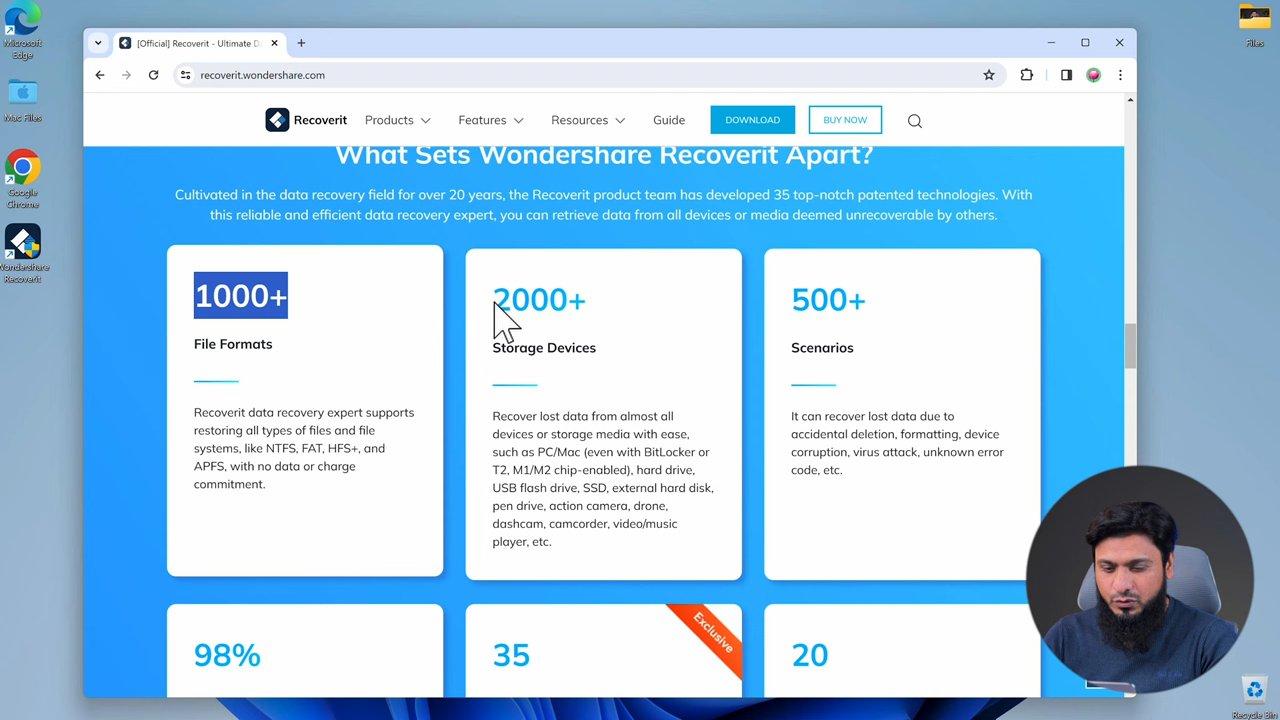 Microsoft
Edge
Mac Files
Google
Chrome
Wondershare
Recoverit
Files
Recycle Bin
[Official] Recoverit - Ultimate D
recoverit.wondershare.com
Recoverit
Products
Features
Resources
Guide
DOWNLOAD
BUY NOW
What Sets Wondershare Recoverit Apart?
Cultivated in the data recovery field for over 20 years, the Recoverit product team has developed 35 top-notch patented technologies. With
this reliable and efficient data recovery expert, you can retrieve data from all devices or media deemed unrecoverable by others.
1000+
File Formats
Recoverit data recovery expert supports
restoring all types of files and file
systems, like NTFS, FAT, HFS+, and
APFS, with no data or charge
commitment.
2000+
Storage Devices
Recover lost data from almost all
devices or storage media with ease,
such as PC/Mac (even with BitLocker or
T2, M1/M2 chip-enabled), hard drive,
USB flash drive, SSD, external hard disk,
pen drive, action camera, drone,
dashcam, camcorder, video/music
player, etc.
500+
Scenarios
It can recover lost data due to
accidental deletion, formatting, device
corruption, virus attack, unknown error
code, etc.
98%
35
Exclusive
20